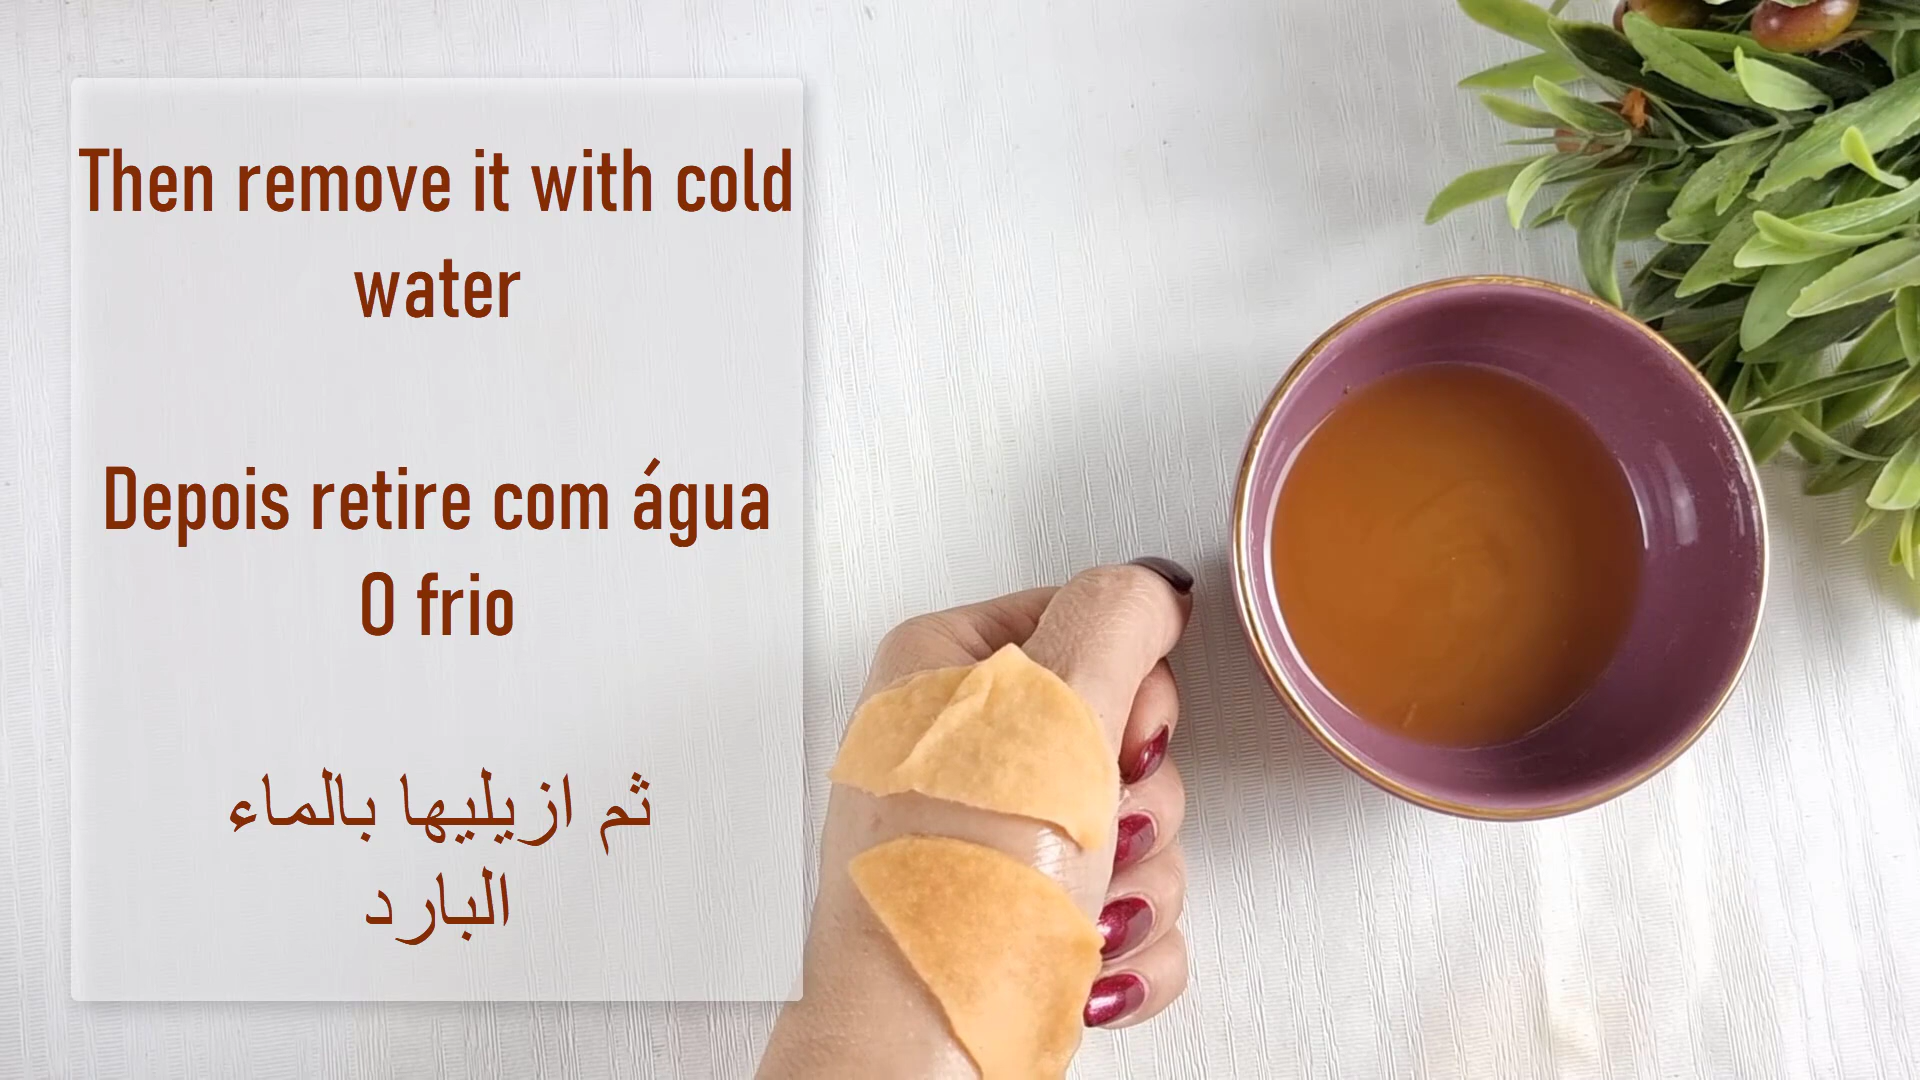 Then remove it with cold
water
Depois retire com água
O frio
ثم ازيليها بالماء
البارد